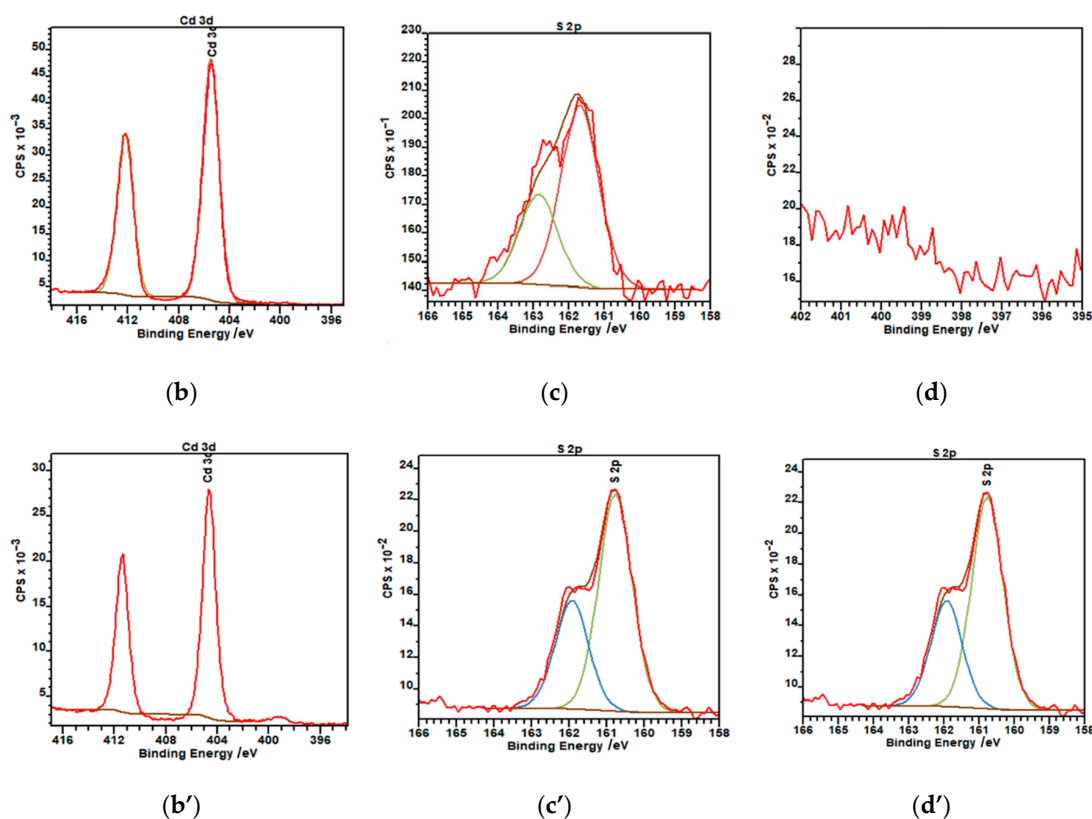 Cd 3d
Cd 3d
CPS x 10⁻³
50
45
40
35
30
25
20
15
10
5
416 412 408 404 400 396
Binding Energy /eV
(b)
S 2p
CPS x 10⁻¹
230
220
210
200
190
180
170
160
150
140
166 165 164 163 162 161 160 159 158
Binding Energy /eV
(c)
CPS x 10⁻²
30
28
26
24
22
20
18
16
402 401 400 399 398 397 396 395
Binding Energy /eV
(d)
Cd 3d
Cd 3d
CPS x 10⁻³
30
25
20
15
10
5
416 412 408 404 400 396
Binding Energy /eV
(b')
S 2p
S 2p
CPS x 10⁻²
24
22
20
18
16
14
12
10
166 165 164 163 162 161 160 159 158
Binding Energy /eV
(c')
S 2p
S 2p
CPS x 10⁻²
24
22
20
18
16
14
12
10
166 165 164 163 162 161 160 159 158
Binding Energy /eV
(d')